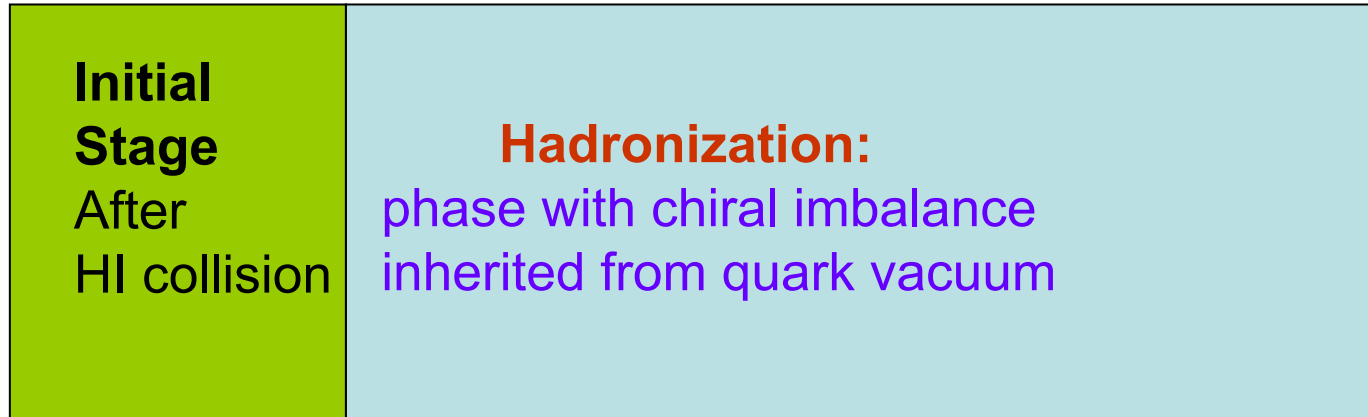 Initial
Stage
After
HI collision
Hadronization:
phase with chiral imbalance
inherited from quark vacuum